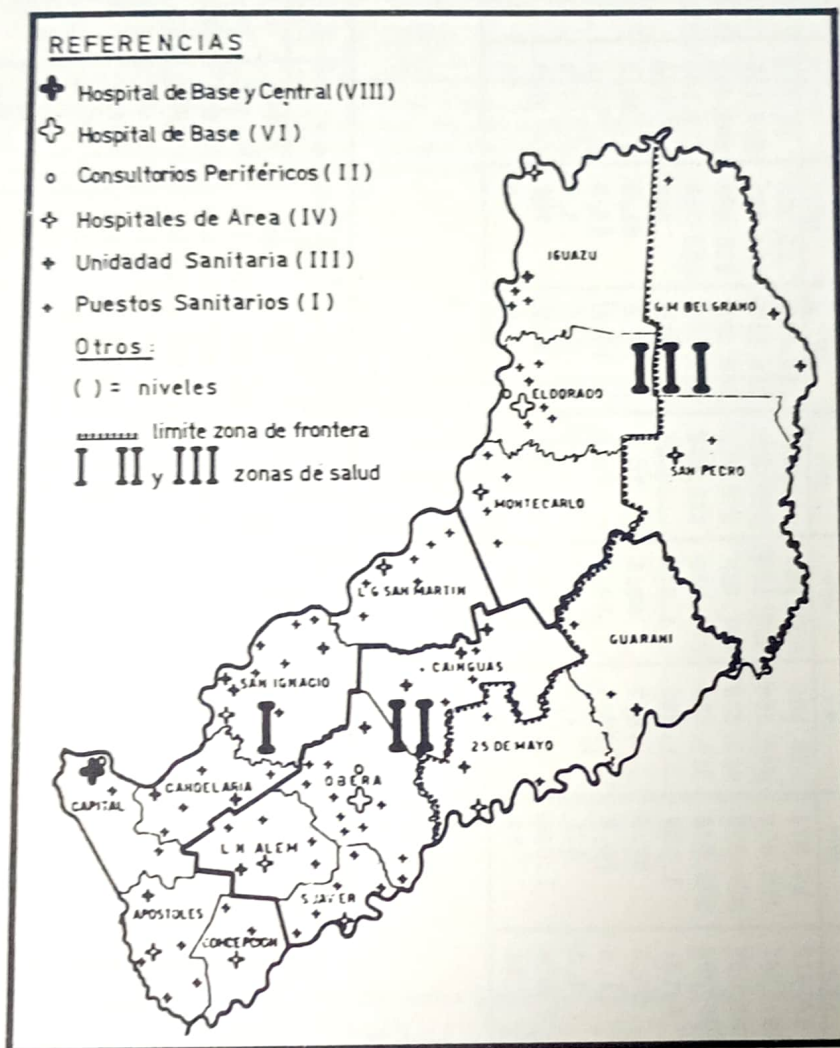 REFERENCIAS
Hospital de Base y Central (VIII)
Hospital de Base (VI)
Consultorios Periféricos (II)
Hospitales de Area (IV)
Unidadad Sanitaria (III)
Puestos Sanitarios (I)
Otros:
( ) = niveles
limite zona de frontera
I II y III zonas de salud
IGUAZU
G.M BELGRANO
III
ELDORADO
SAN PEDRO
MONTECARLO
L G SAN MARTIN
GUARANI
CAINGUAS
SAN IGNACIO
I
II
25 DE MAYO
OBERA
CANDELARIA
CAPITAL
L N ALEM
S JAVIER
APOSTOLES
CONCEPCION